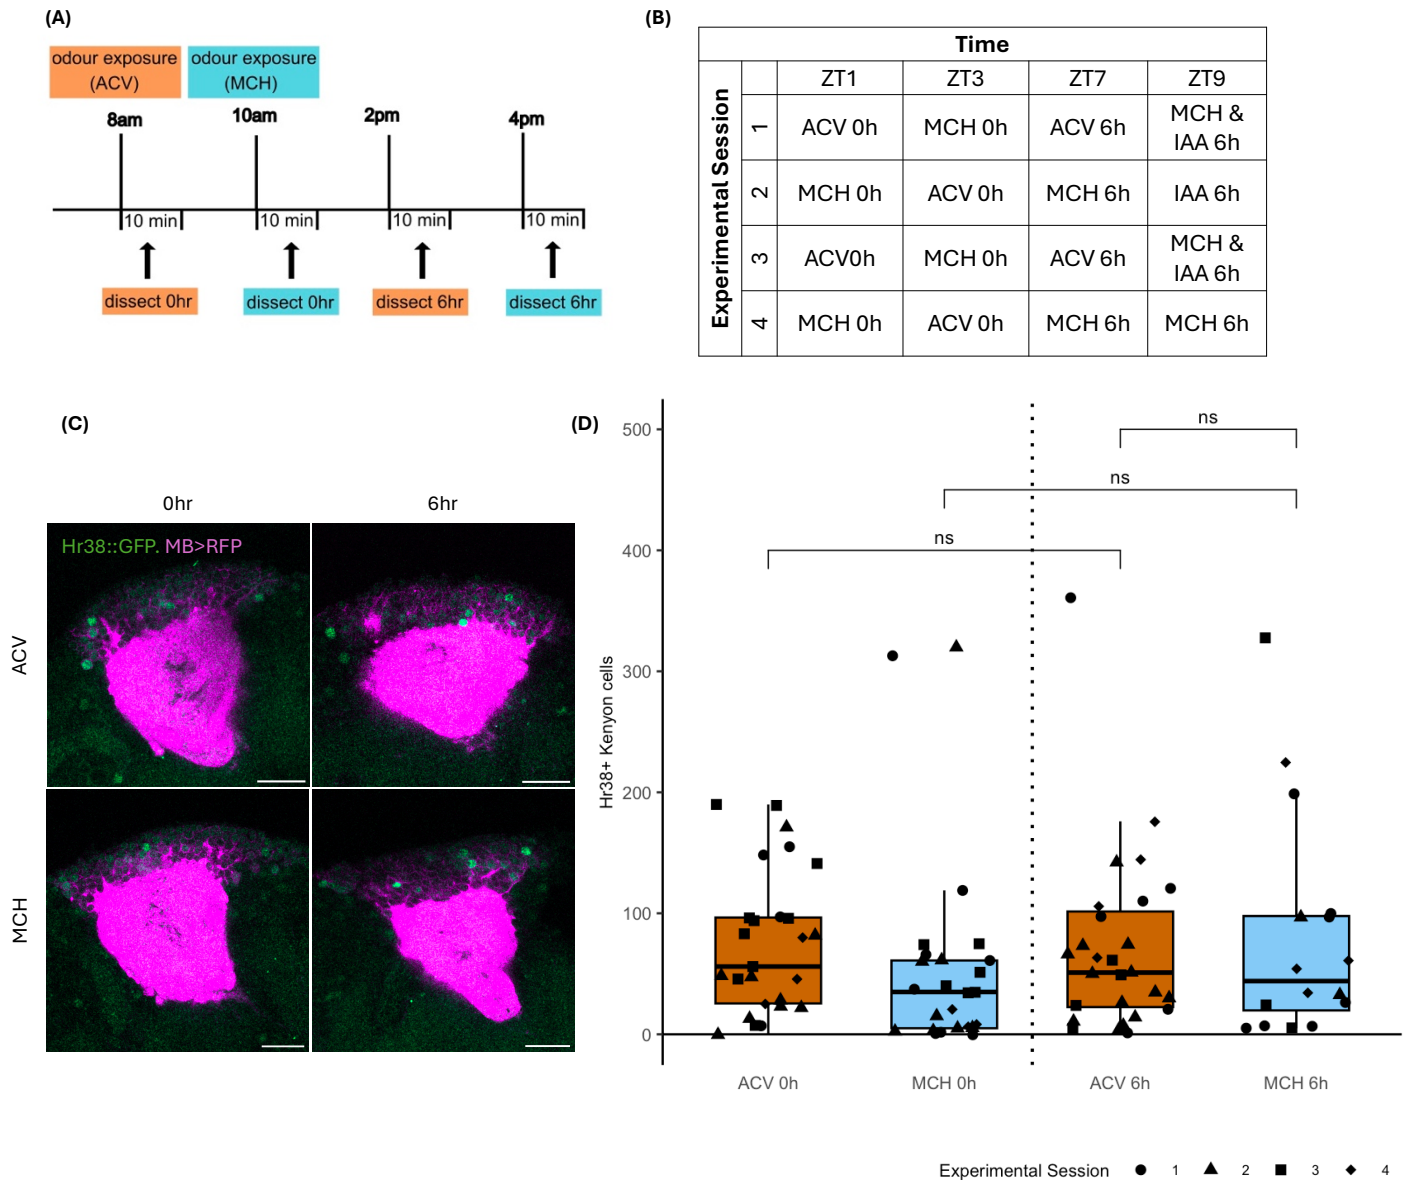 (A)
odour exposure
(ACV)
odour exposure
(MCH)
8am
10am
2pm
4pm
10 min
10 min
10 min
10 min
dissect 0hr
dissect 0hr
dissect 6hr
dissect 6hr
(B)
Time
Experimental Session
ZT1 ZT3 ZT7 ZT9
1 ACV 0h MCH 0h ACV 6h MCH &
IAA 6h
2 MCH 0h ACV 0h MCH 6h IAA 6h
3 ACV0h MCH 0h ACV 6h MCH &
IAA 6h
4 MCH 0h ACV 0h MCH 6h MCH 6h
(C)
0hr 6hr
Hr38::GFP. MB>RFP
ACV
MCH
(D)
Hr38+ Kenyon cells
500
400
300
200
100
0
ns
ns
ns
ACV 0h MCH 0h ACV 6h MCH 6h
Experimental Session 1 2 3 4